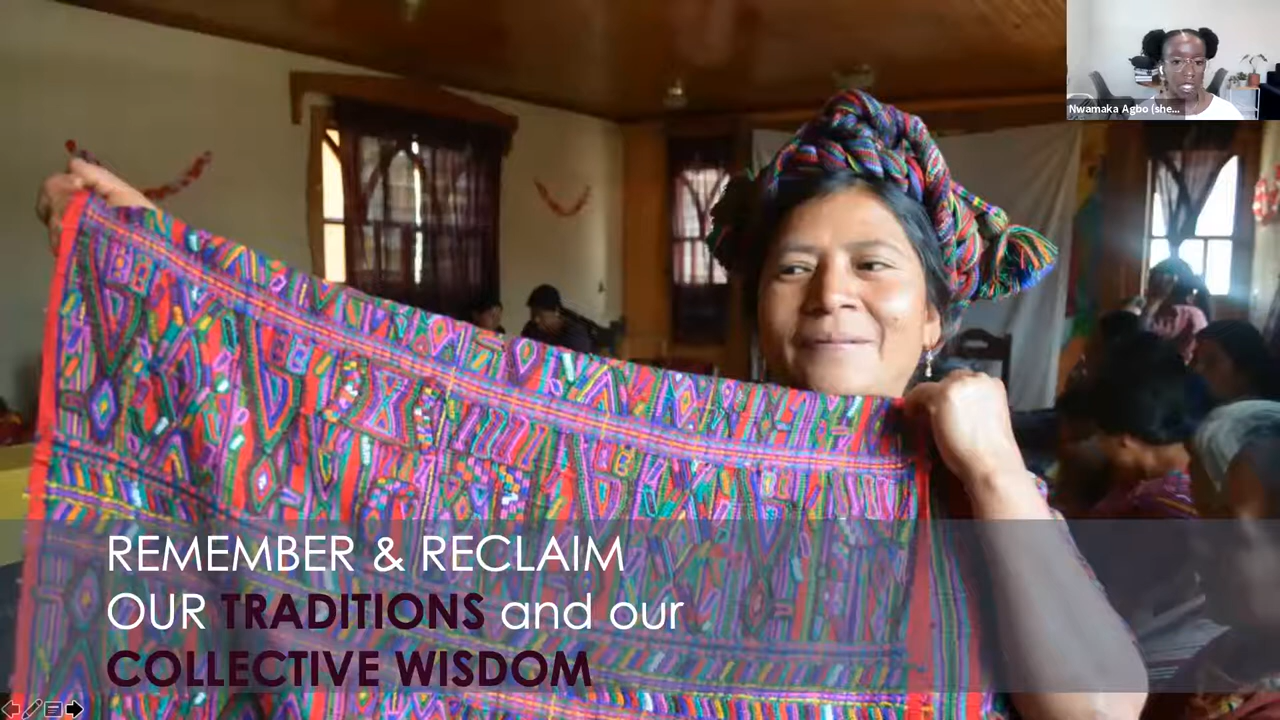 Nwamaka Agbo (she...
REMEMBER & RECLAIM
OUR TRADITIONS and our
COLLECTIVE WISDOM